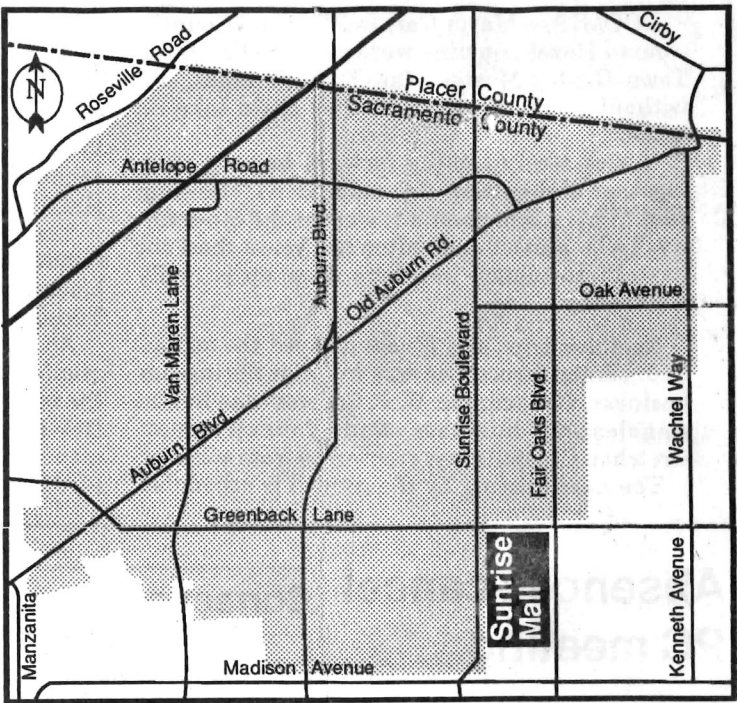 Cirby
Roseville Road
N
Placer County
Sacramento County
Antelope Road
Auburn Blvd.
Old Auburn Rd.
Van Maren Lane
Oak Avenue
Sunrise Boulevard
Fair Oaks Blvd.
Wachtel Way
Auburn Blvd.
Greenback Lane
Sunrise
Mall
Manzanita
Kenneth Avenue
Madison Avenue